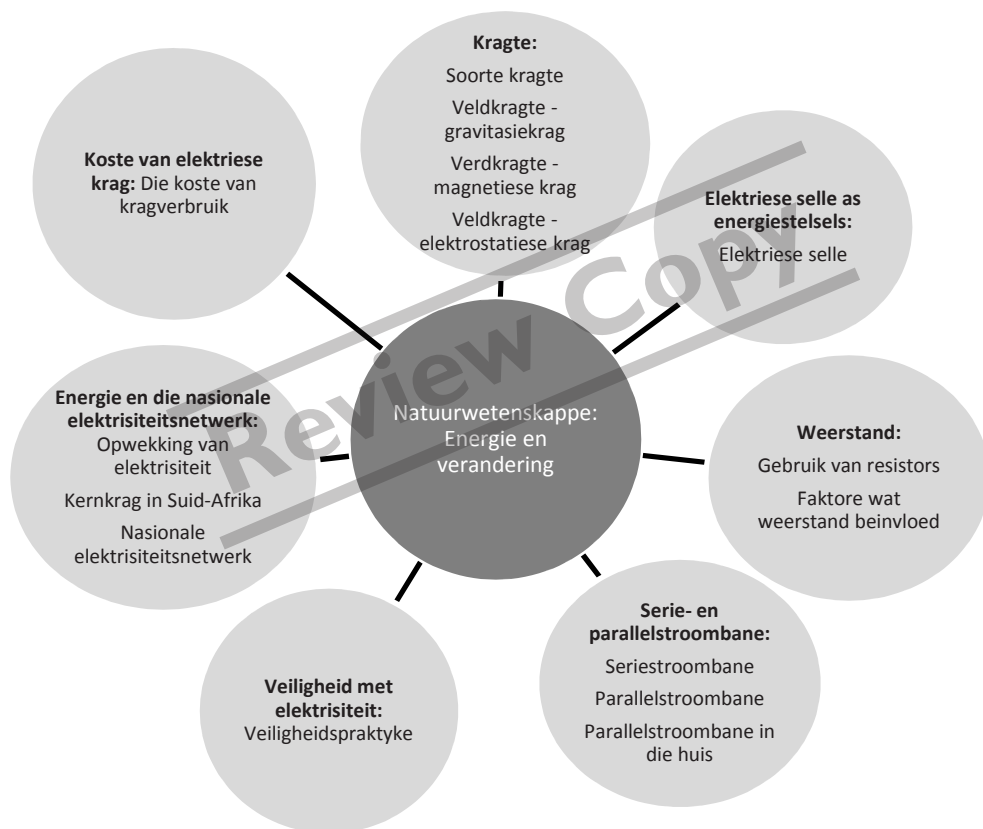 Kragte:
Soorte kragte
Veldkragte -
gravitasiekrag
Verdkragte -
magnetiese krag
Veldkragte -
elektrostatiese krag
Koste van elektriese
krag: Die koste van
kragverbruik
Elektriese selle as
energiestelsels:
Elektriese selle
Natuurwetenskappe:
Energie en
verandering
Energie en die nasionale
elektrisiteitsnetwerk:
Opwekking van
elektrisiteit
Kernkrag in Suid-Afrika
Nasionale
elektrisiteitsnetwerk
Weerstand:
Gebruik van resistors
Faktore wat
weerstand beinvloed
Veiligheid met
elektrisiteit:
Veiligheidspraktyke
Serie- en
parallelstroombane:
Seriestroombane
Parallelstroombane
Parallelstroombane in
die huis
Review Copy